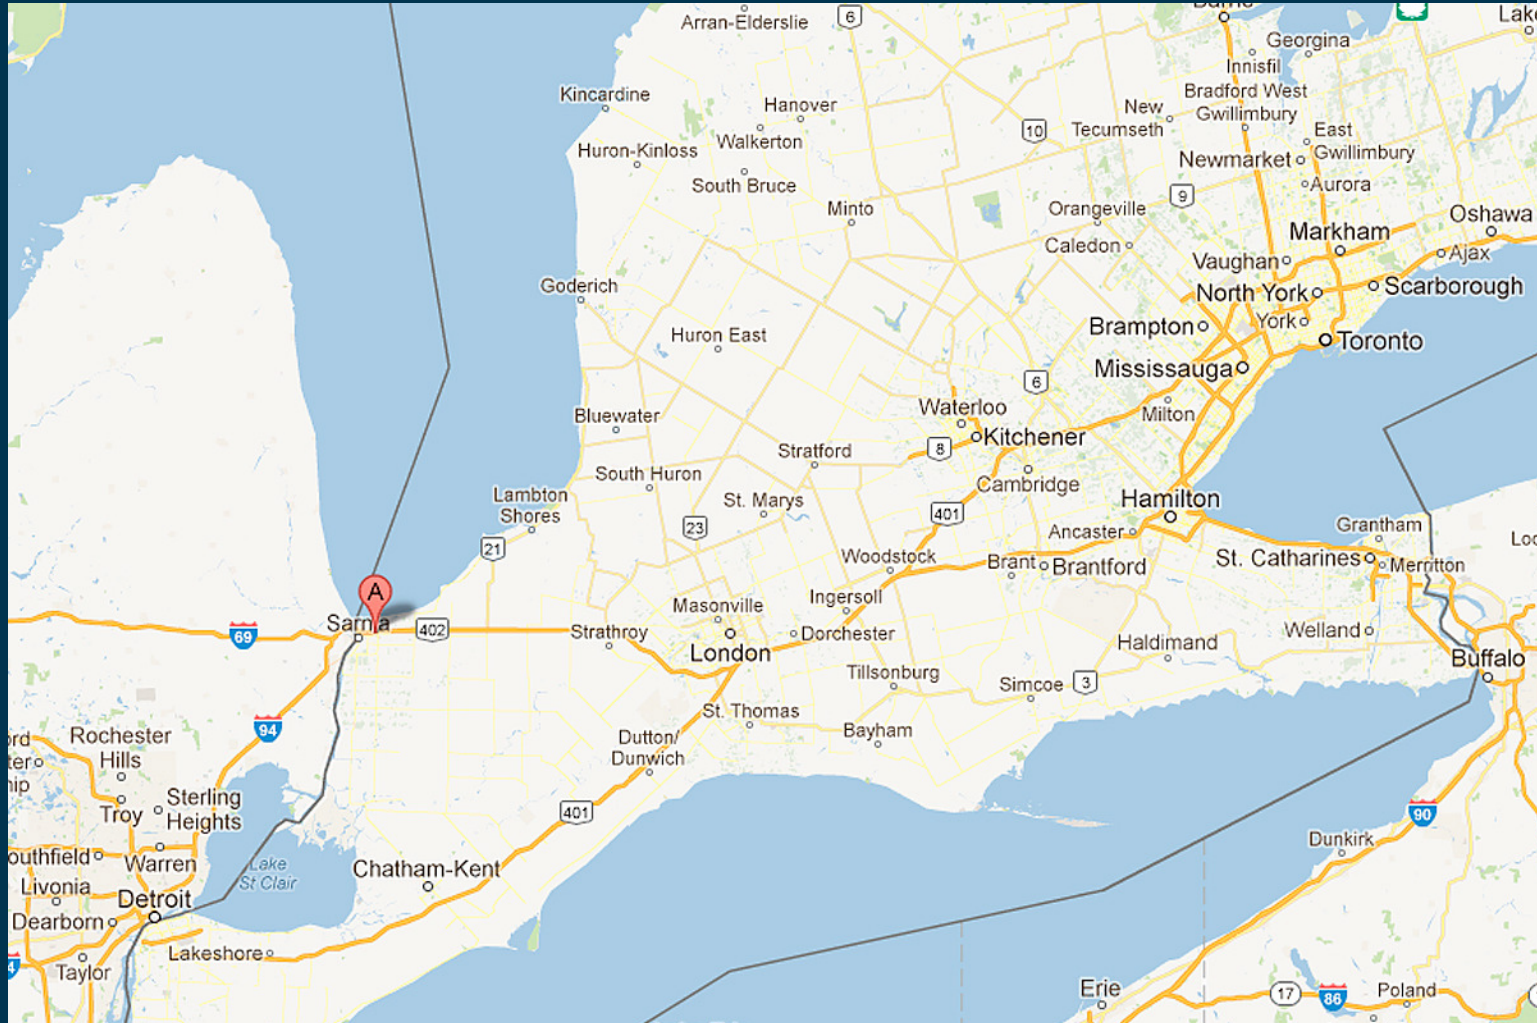 Arran-Elderslie
6
Barrie
Georgina
Innisfil
Kincardine
Hanover
Bradford West
Gwillimbury
New
Tecumseth
10
East
Gwillimbury
Walkerton
Huron-Kinloss
Newmarket
South Bruce
Aurora
9
Minto
Orangeville
Oshawa
Markham
Caledon
Vaughan
Ajax
Goderich
North York
Scarborough
Brampton
York
Huron East
Toronto
Mississauga
6
Waterloo
Milton
Bluewater
Kitchener
8
Stratford
South Huron
Cambridge
Lambton
Shores
St. Marys
Hamilton
401
23
Grantham
Ancaster
21
Woodstock
St. Catharines
Merritton
Brant
Brantford
A
Ingersoll
Masonville
Sarnia
402
69
Strathroy
Dorchester
Welland
London
Haldimand
Buffalo
Tillsonburg
Simcoe
3
St. Thomas
94
Bayham
Rochester
Hills
Dutton/
Dunwich
Sterling
Heights
Troy
401
90
Dunkirk
outhfield
Warren
Lake
St Clair
Chatham-Kent
Livonia
Detroit
Dearborn
Lakeshore
Taylor
Erie
17
86
Poland